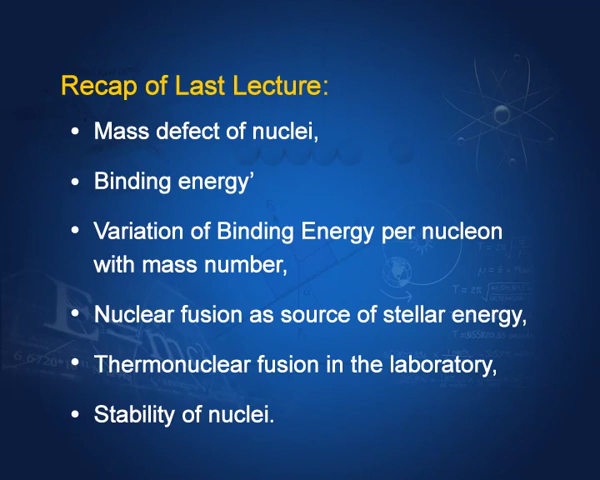 Recap of Last Lecture:
• Mass defect of nuclei,
• Binding energy’
• Variation of Binding Energy per nucleon
with mass number,
• Nuclear fusion as source of stellar energy,
• Thermonuclear fusion in the laboratory,
• Stability of nuclei.